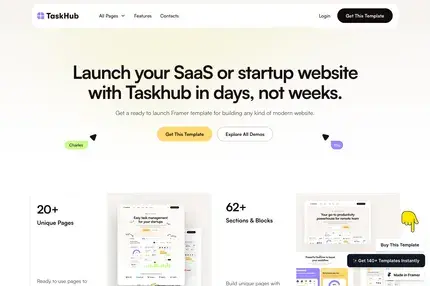 TaskHub
All Pages
Features
Contacts
Login
Get This Template
Launch your SaaS or startup website
with Taskhub in days, not weeks.
Get a ready to launch Framer template for building any kind of modern website.
Get This Template
Explore All Demos
Charles
You
20+
Unique Pages
Ready to use pages to
Easy task management
for your startups.
62+
Sections & Blocks
Build unique pages with
Your go-to productivity
powerhouse for remote
team
Buy This Template
Get 140+ Templates Instantly
Made in Framer